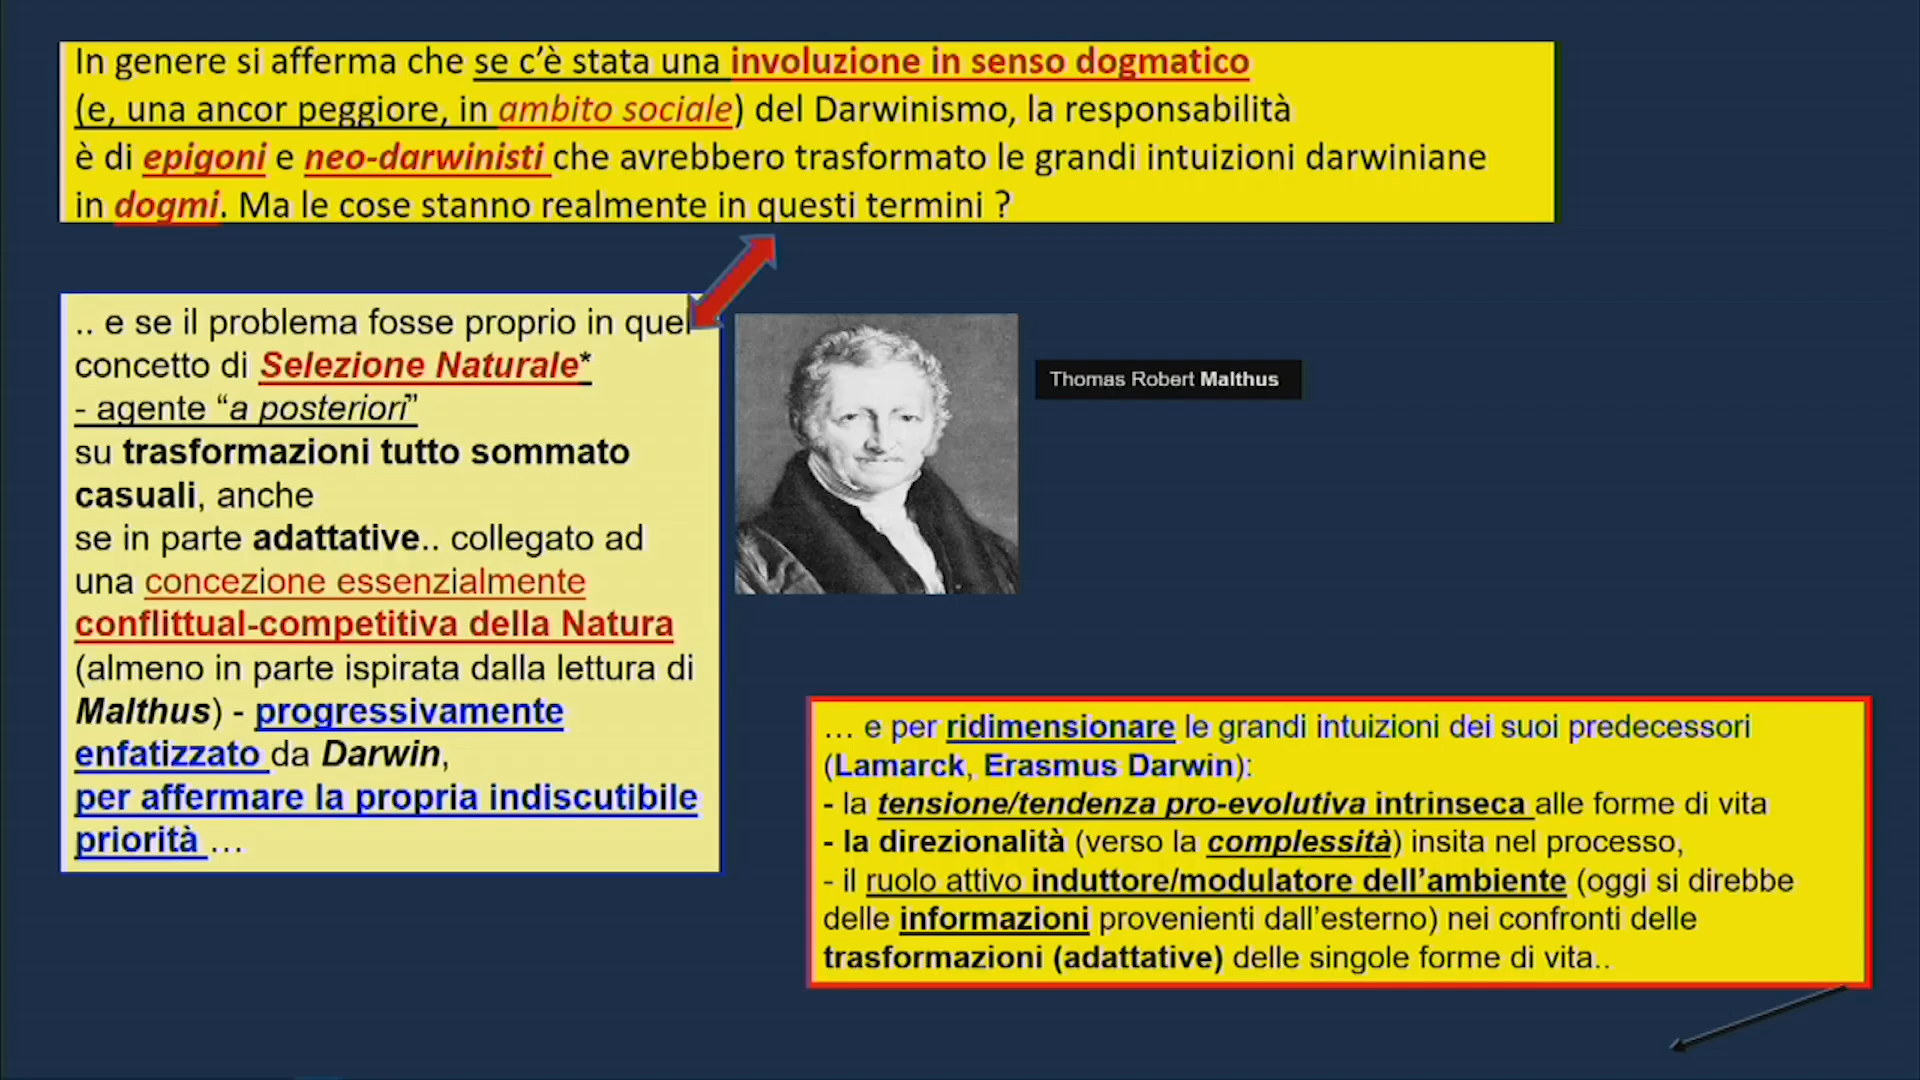 In genere si afferma che se c’è stata una involuzione in senso dogmatico
(e, una ancor peggiore, in ambito sociale) del Darwinismo, la responsabilità
è di epigoni e neo-darwinisti che avrebbero trasformato le grandi intuizioni darwiniane
in dogmi. Ma le cose stanno realmente in questi termini ?
.. e se il problema fosse proprio in quel
concetto di Selezione Naturale*
- agente “a posteriori”
su trasformazioni tutto sommato
casuali, anche
se in parte adattative.. collegato ad
una concezione essenzialmente
conflittual-competitiva della Natura
(almeno in parte ispirata dalla lettura di
Malthus) - progressivamente
enfatizzato da Darwin,
per affermare la propria indiscutibile
priorità …
Thomas Robert Malthus
… e per ridimensionare le grandi intuizioni dei suoi predecessori
(Lamarck, Erasmus Darwin):
- la tensione/tendenza pro-evolutiva intrinseca alle forme di vita
- la direzionalità (verso la complessità) insita nel processo,
- il ruolo attivo induttore/modulatore dell’ambiente (oggi si direbbe
delle informazioni provenienti dall’esterno) nei confronti delle
trasformazioni (adattative) delle singole forme di vita..